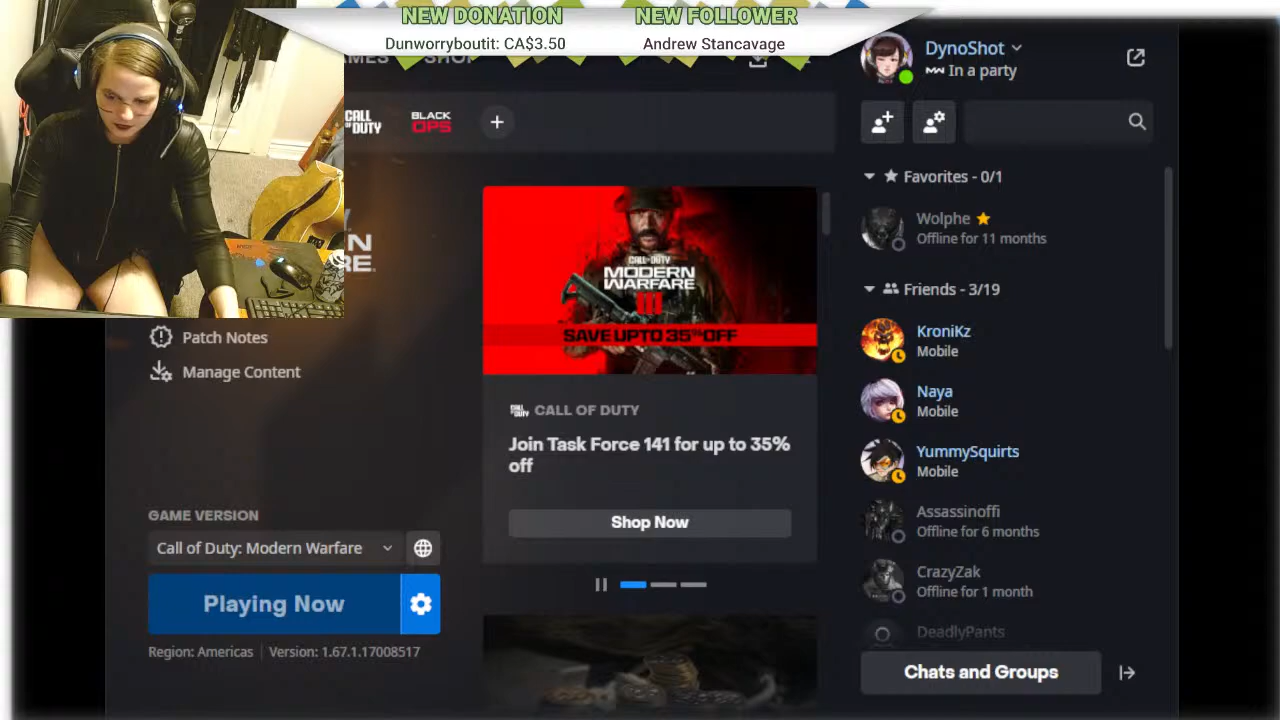 NEW DONATION
Dunworryboutit: CA$3.50
NEW FOLLOWER
Andrew Stancavage
DynoShot
In a party
SHOP
CALL OF DUTY
BLACK OPS
Favorites - 0/1
Wolphe
Offline for 11 months
Friends - 3/19
KroniKz
Mobile
Naya
Mobile
YummySquirts
Mobile
Assassinoffi
Offline for 6 months
CrazyZak
Offline for 1 month
DeadlyPants
Chats and Groups
CALL OF DUTY
MODERN
WARFARE
III
SAVE UP TO 35% OFF
CALL OF DUTY
Join Task Force 141 for up to 35%
off
Shop Now
Patch Notes
Manage Content
GAME VERSION
Call of Duty: Modern Warfare
Playing Now
Region: Americas
Version: 1.67.1.17008517